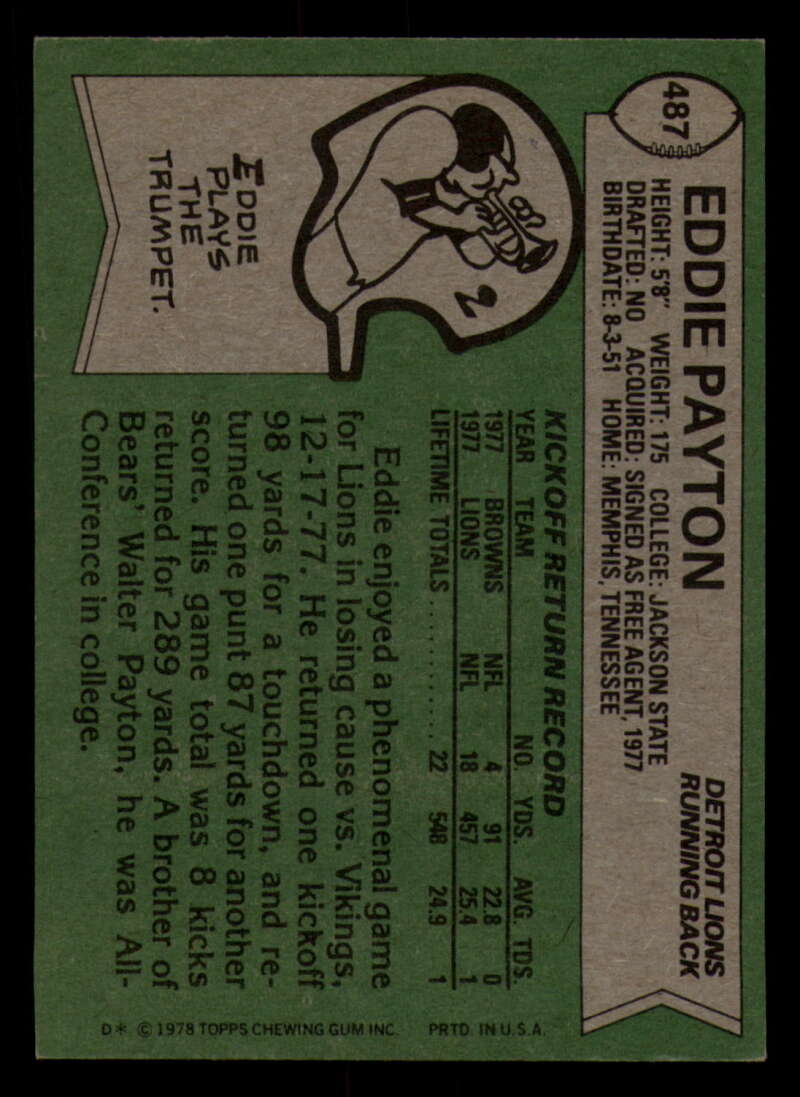 487
EDDIE PAYTON
DETROIT LIONS
RUNNING BACK
HEIGHT: 5'8" WEIGHT: 175 COLLEGE: JACKSON STATE
DRAFTED: NO ACQUIRED: SIGNED AS FREE AGENT, 1977
BIRTHDATE: 8-3-51 HOME: MEMPHIS, TENNESSEE
2
EDDIE
PLAYS
THE
TRUMPET.
KICKOFF RETURN RECORD
YEAR TEAM NO. YDS. AVG. TDS.
1977 BROWNS NFL 4 91 22.8 0
1977 LIONS NFL 18 457 25.4 1
LIFETIME TOTALS .......... 22 548 24.9 1
Eddie enjoyed a phenomenal game
for Lions in losing cause vs. Vikings,
12-17-77. He returned one kickoff
98 yards for a touchdown, and re-
turned one punt 87 yards for another
score. His game total was 8 kicks
returned for 289 yards. A brother of
Bears' Walter Payton, he was All-
Conference in college.
D* © 1978 TOPPS CHEWING GUM INC. PRTD. IN U.S.A.